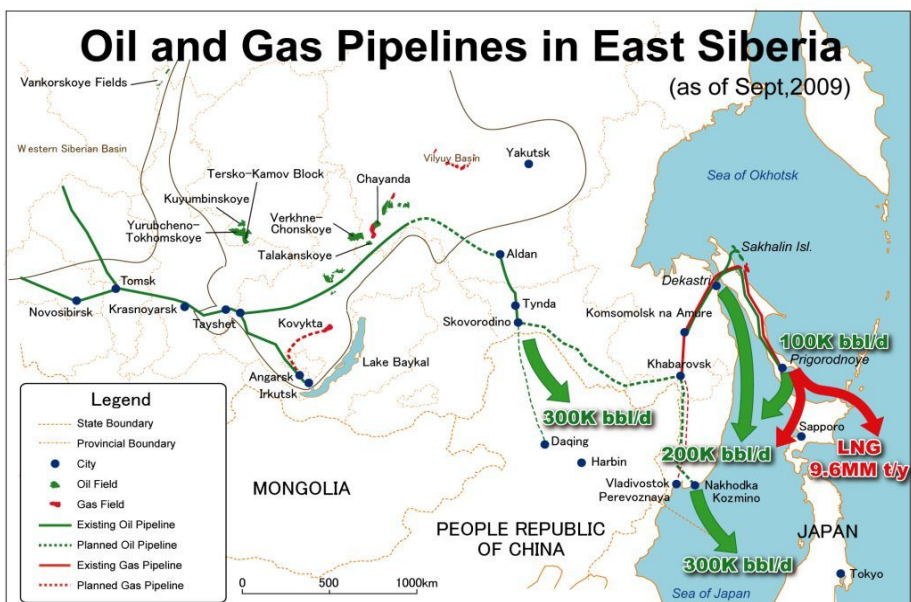 Oil and Gas Pipelines in East Siberia
(as of Sept,2009)
Vankorskoye Fields
Western Siberian Basin
Tersko-Kamov Block
Kuyumbinskoye
Yurubcheno-
Tokhomskoye
Chayanda
Verkhne-
Chonskoye
Talakanskoye
Vilyuy Basin
Yakutsk
Sea of Okhotsk
Sakhalin Isl.
Dekastri
Aldan
Tynda
Skovorodino
Komsomolsk na Amure
Khabarovsk
100K bbl/d
Prigorodnoye
Tomsk
Novosibirsk
Krasnoyarsk
Tayshet
Kovykta
Angarsk
Irkutsk
Lake Baykal
300K bbl/d
Daqing
Harbin
200K bbl/d
Sapporo
LNG
9.6MM t/y
Vladivostok
Perevoznaya
Nakhodka
Kozmino
MONGOLIA
PEOPLE REPUBLIC
OF CHINA
JAPAN
300K bbl/d
Sea of Japan
Tokyo
Legend
State Boundary
Provincial Boundary
City
Oil Field
Gas Field
Existing Oil Pipeline
Planned Oil Pipeline
Existing Gas Pipeline
Planned Gas Pipeline
0 500 1000km